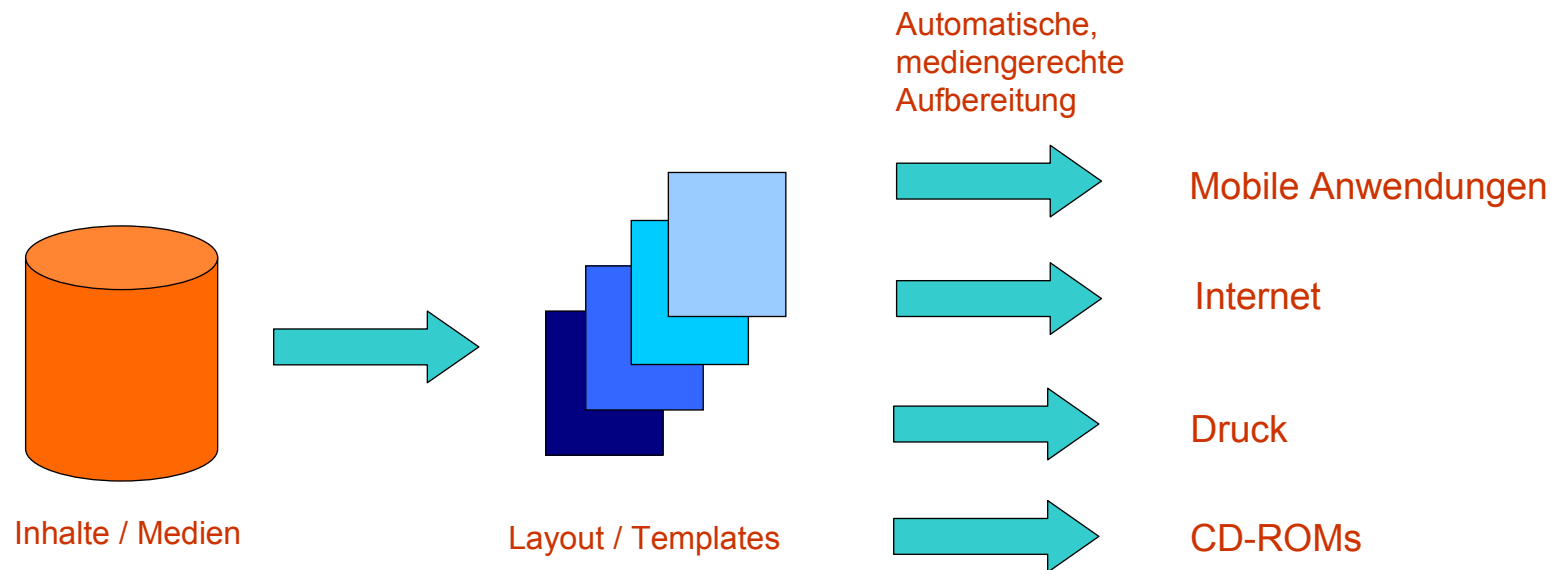 Automatische,
mediengerechte
Aufbereitung
Mobile Anwendungen
Internet
Druck
CD-ROMs
Inhalte / Medien
Layout / Templates